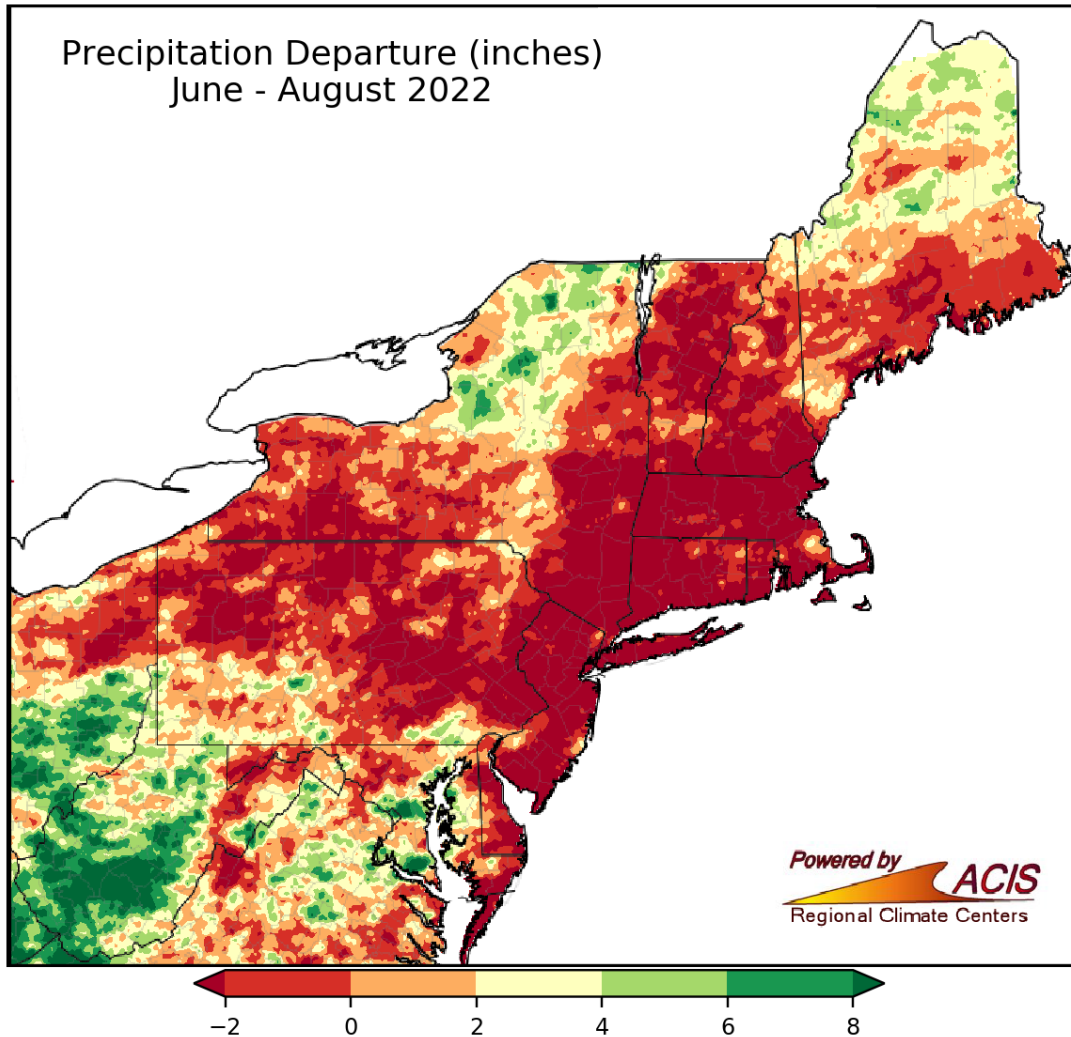 Precipitation Departure (inches)
June - August 2022
Powered by
ACIS
Regional Climate Centers
−2 0 2 4 6 8